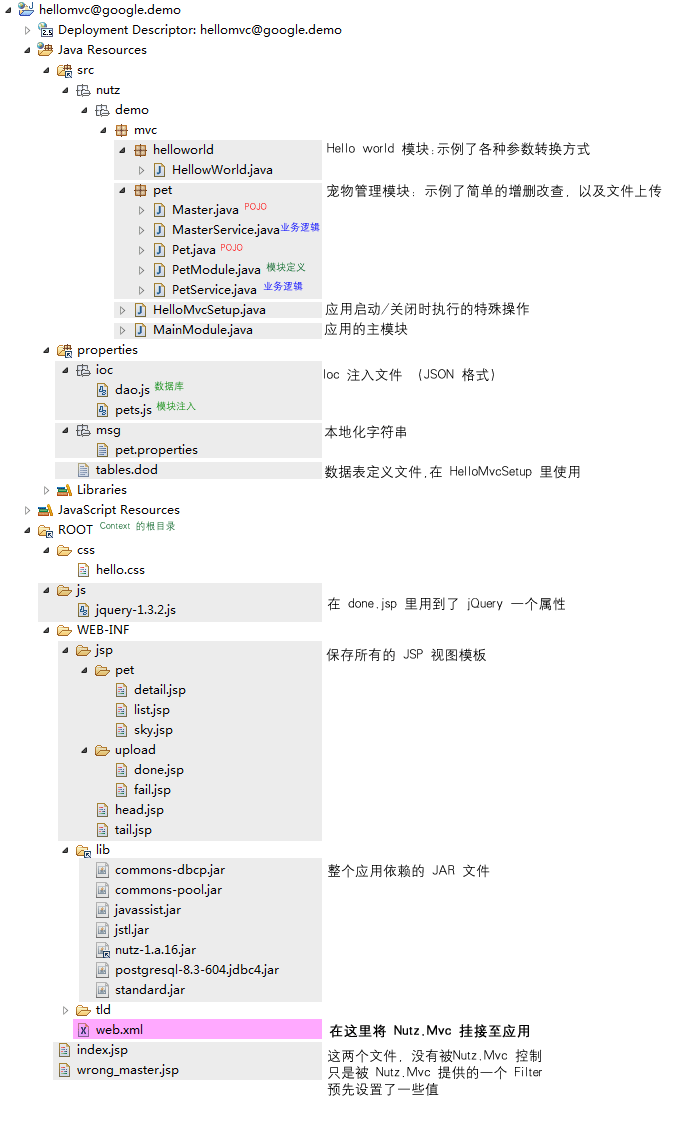 hellomvc@google.demo
Deployment Descriptor: hellomvc@google.demo
Java Resources
src
nutz
demo
mvc
helloworld Hello world 模块:示例了各种参数转换方式
HellowWorld.java
pet 宠物管理模块: 示例了简单的增删改查, 以及文件上传
Master.java POJO
MasterService.java 业务逻辑
Pet.java POJO
PetModule.java 模块定义
PetService.java 业务逻辑
HelloMvcSetup.java 应用启动/关闭时执行的特殊操作
MainModule.java 应用的主模块
properties
ioc Ioc 注入文件 (JSON 格式)
dao.js 数据库
pets.js 模块注入
msg 本地化字符串
pet.properties
tables.dod 数据表定义文件,在 HelloMvcSetup 里使用
Libraries
JavaScript Resources
ROOT Context 的根目录
css
hello.css
js 在 done.jsp 里用到了 jQuery 一个属性
jquery-1.3.2.js
WEB-INF
jsp 保存所有的 JSP 视图模板
pet
detail.jsp
list.jsp
sky.jsp
upload
done.jsp
fail.jsp
head.jsp
tail.jsp
lib
commons-dbcp.jar 整个应用依赖的 JAR 文件
commons-pool.jar
javassist.jar
jstl.jar
nutz-1.a.16.jar
postgresql-8.3-604.jdbc4.jar
standard.jar
tld
web.xml 在这里将 Nutz.Mvc 挂接至应用
index.jsp 这两个文件, 没有被Nutz.Mvc 控制
wrong_master.jsp 只是被 Nutz.Mvc 提供的一个 Filter
预先设置了一些值